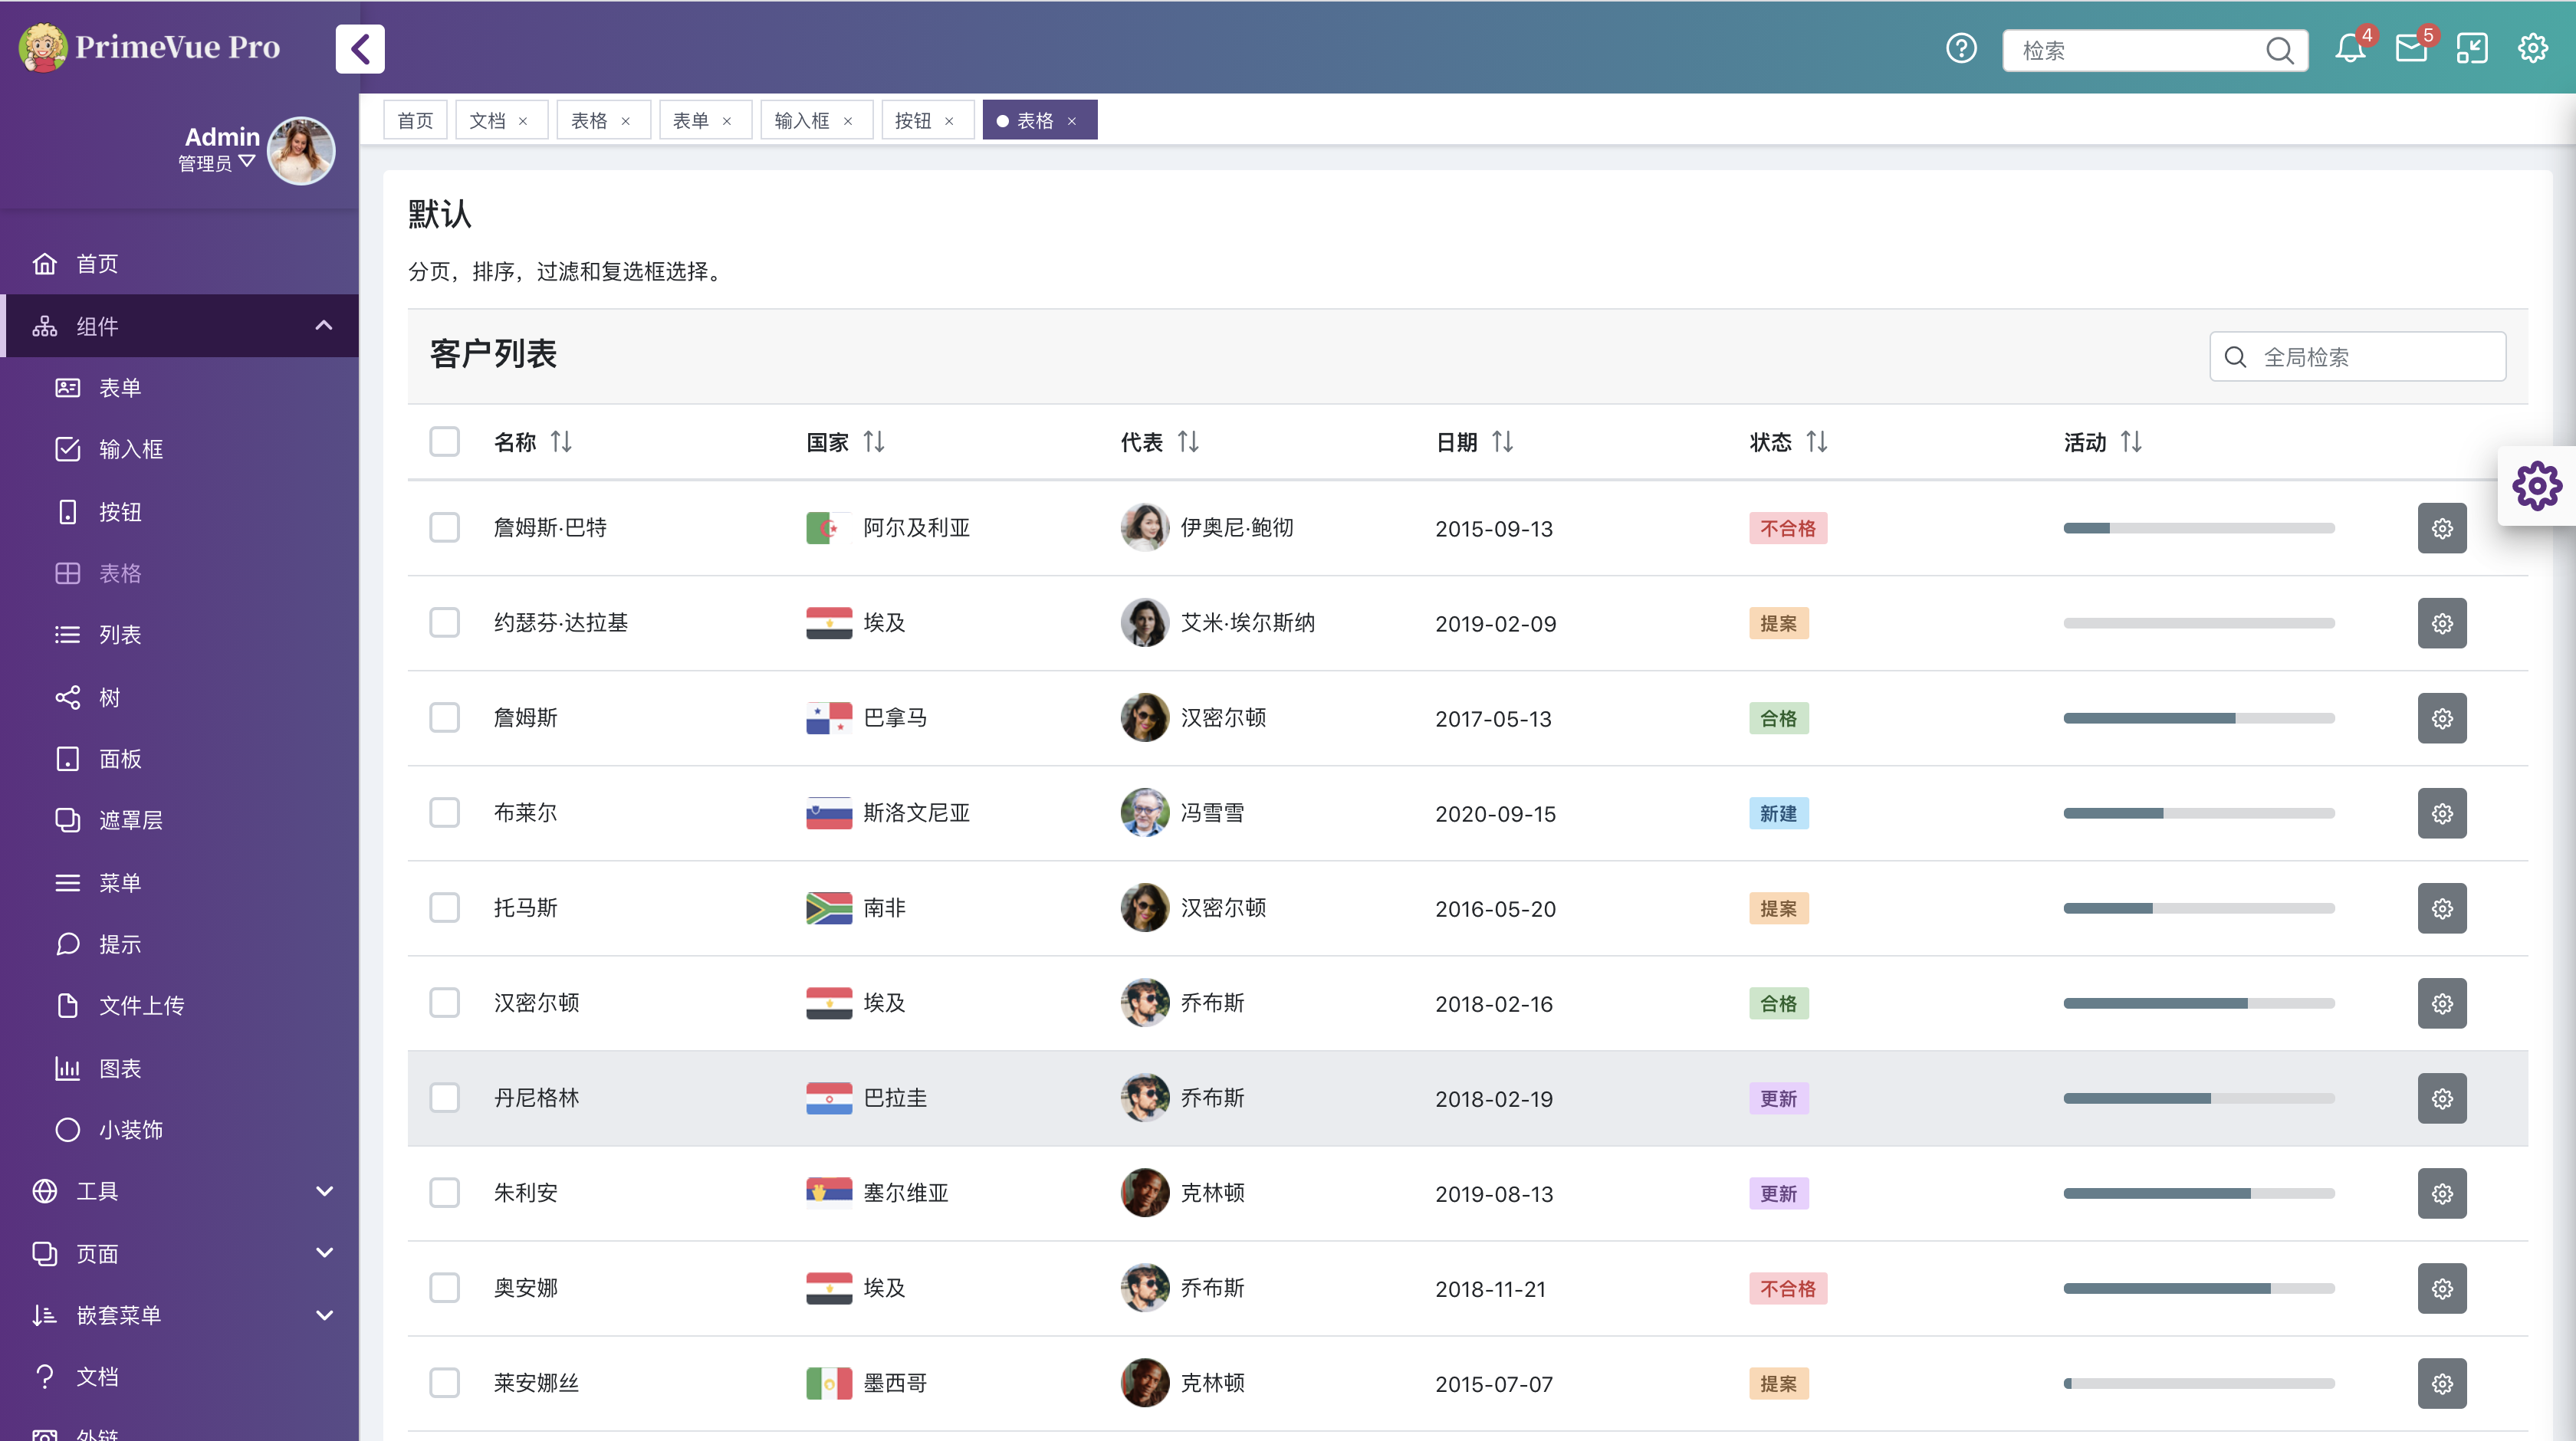 PrimeVue Pro
检索
4
5
Admin
管理员
首页
组件
表单
输入框
按钮
表格
列表
树
面板
遮罩层
菜单
提示
文件上传
图表
小装饰
工具
页面
嵌套菜单
文档
外链
首页 文档 × 表格 × 表单 × 输入框 × 按钮 × 表格 ×
默认
分页，排序，过滤和复选框选择。
客户列表
全局检索
名称 国家 代表 日期 状态 活动
詹姆斯·巴特 阿尔及利亚 伊奥尼·鲍彻 2015-09-13 不合格
约瑟芬·达拉基 埃及 艾米·埃尔斯纳 2019-02-09 提案
詹姆斯 巴拿马 汉密尔顿 2017-05-13 合格
布莱尔 斯洛文尼亚 冯雪雪 2020-09-15 新建
托马斯 南非 汉密尔顿 2016-05-20 提案
汉密尔顿 埃及 乔布斯 2018-02-16 合格
丹尼格林 巴拉圭 乔布斯 2018-02-19 更新
朱利安 塞尔维亚 克林顿 2019-08-13 更新
奥安娜 埃及 乔布斯 2018-11-21 不合格
莱安娜丝 墨西哥 克林顿 2015-07-07 提案